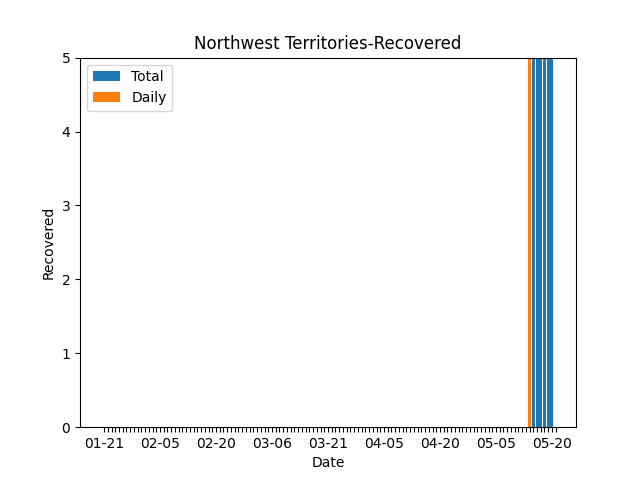 Northwest Territories-Recovered
Total
Daily
5
4
3
2
1
0
Recovered
01-21 02-05 02-20 03-06 03-21 04-05 04-20 05-05 05-20
Date